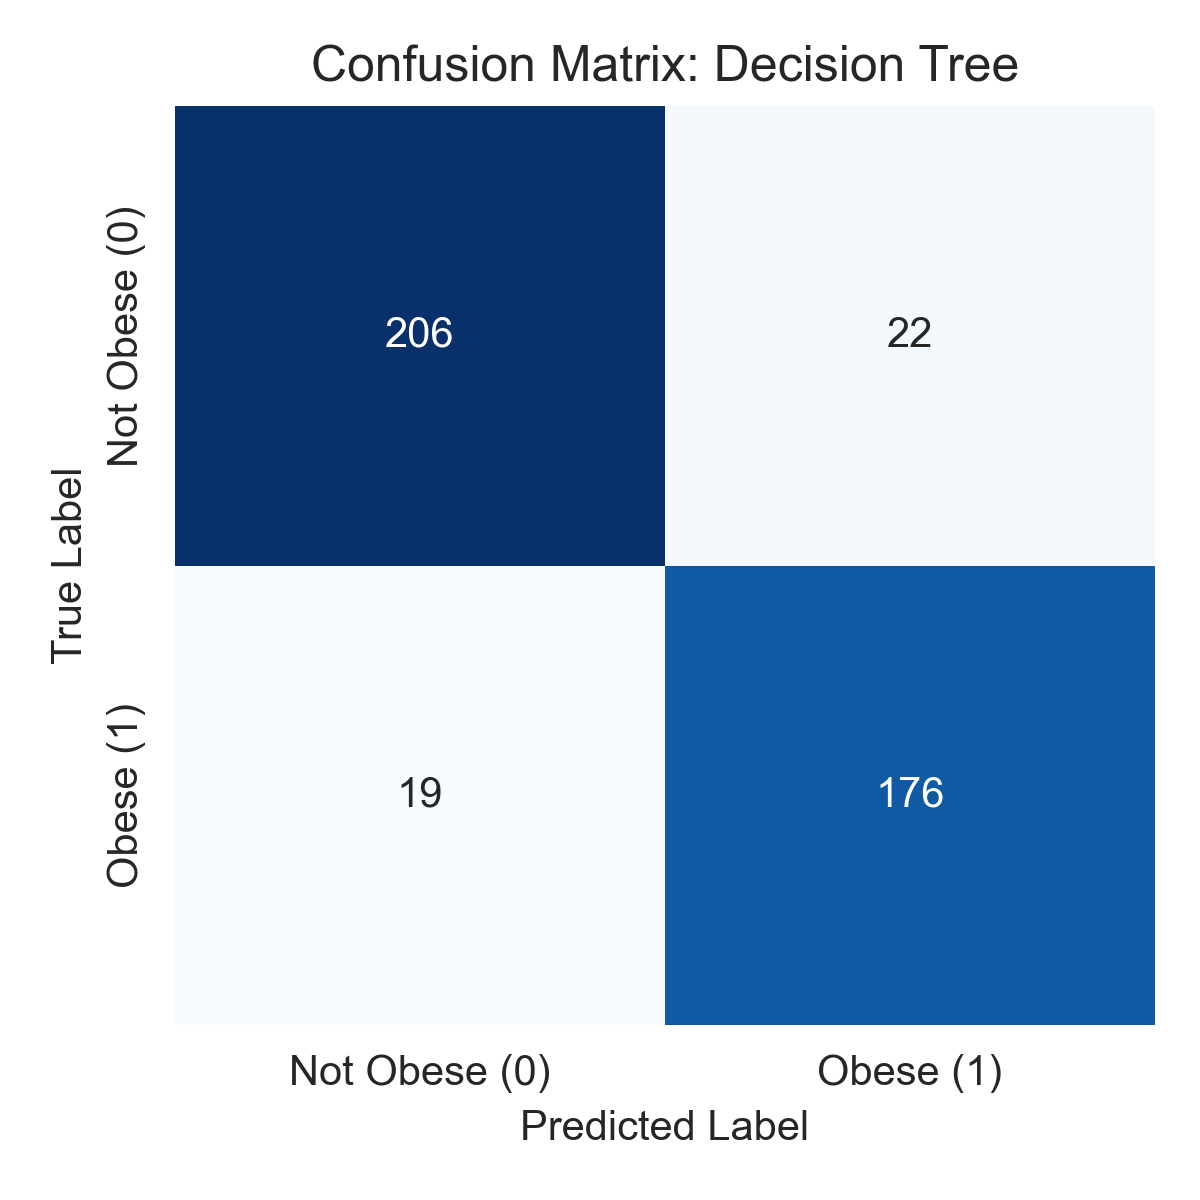 Confusion Matrix: Decision Tree
True Label
Not Obese (0)
206
22
Obese (1)
19
176
Not Obese (0)
Obese (1)
Predicted Label